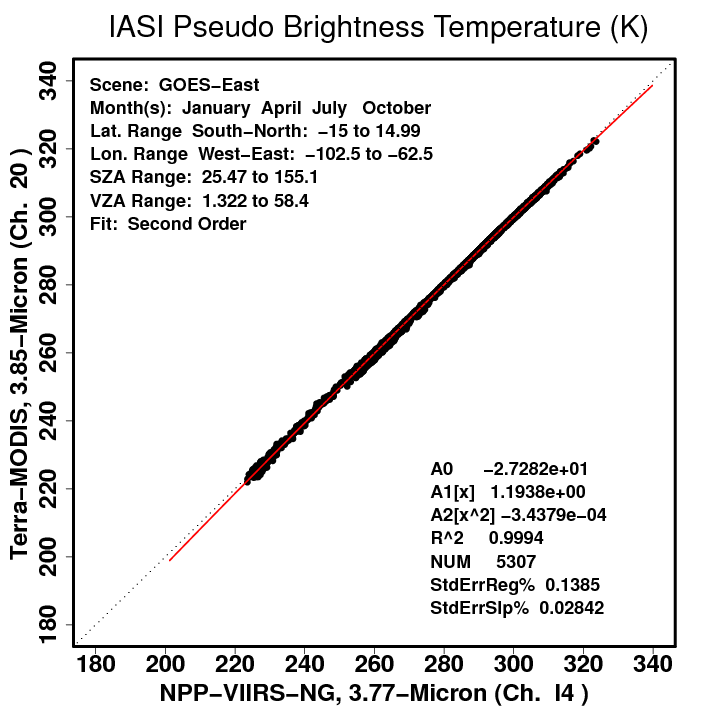 IASI Pseudo Brightness Temperature (K)
Scene: GOES−East
Month(s): January April July October
Lat. Range South−North: −15 to 14.99
Lon. Range West−East: −102.5 to −62.5
SZA Range: 25.47 to 155.1
VZA Range: 1.322 to 58.4
Fit: Second Order
A0 −2.7282e+01
A1[x] 1.1938e+00
A2[x^2] −3.4379e−04
R^2 0.9994
NUM 5307
StdErrReg% 0.1385
StdErrSlp% 0.02842
Terra−MODIS, 3.85−Micron (Ch. 20 )
340
320
300
280
260
240
220
200
180
180 200 220 240 260 280 300 320 340
NPP−VIIRS−NG, 3.77−Micron (Ch. I4 )